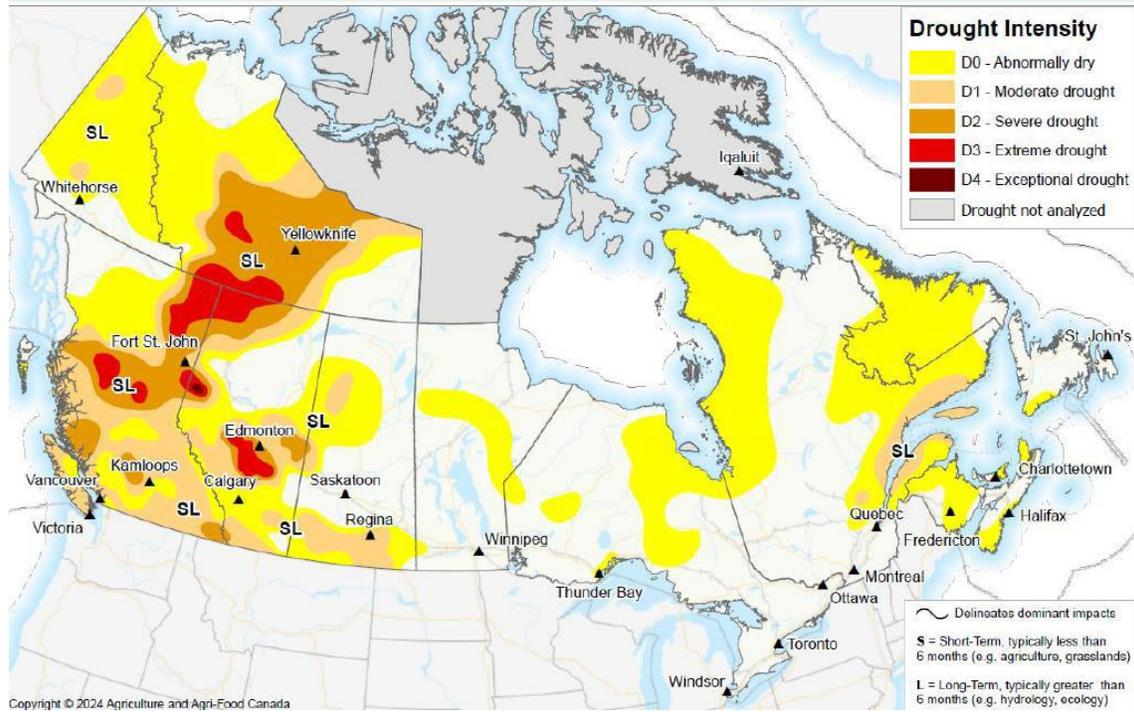 Drought Intensity
D0 - Abnormally dry
D1 - Moderate drought
D2 - Severe drought
D3 - Extreme drought
D4 - Exceptional drought
Drought not analyzed
Iqaluit
SL
Whitehorse
Yellowknife
SL
Fort St. John
St. John's
SL
SL
Edmonton
SL
Kamloops
Vancouver
Calgary
Saskatoon
Charlottetown
SL
Victoria
SL
Regina
Quebec
Halifax
Winnipeg
Fredericton
Thunder Bay
Montreal
Ottawa
Toronto
Windsor
Delineates dominant impacts
S = Short-Term, typically less than
6 months (e.g. agriculture, grasslands)
L = Long-Term, typically greater than
6 months (e.g. hydrology, ecology)
Copyright © 2024 Agriculture and Agri-Food Canada